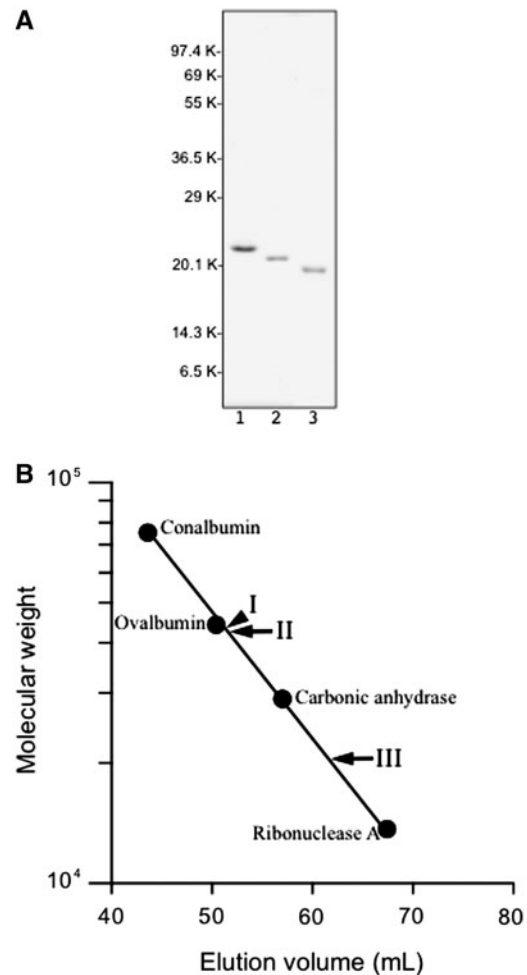 A
97.4 K-
69 K-
55 K-
36.5 K-
29 K-
20.1 K-
14.3 K-
6.5 K-
1 2 3
B
10⁵
Conalbumin
I
Ovalbumin
II
Carbonic anhydrase
III
Ribonuclease A
10⁴
Molecular weight
40 50 60 70 80
Elution volume (mL)